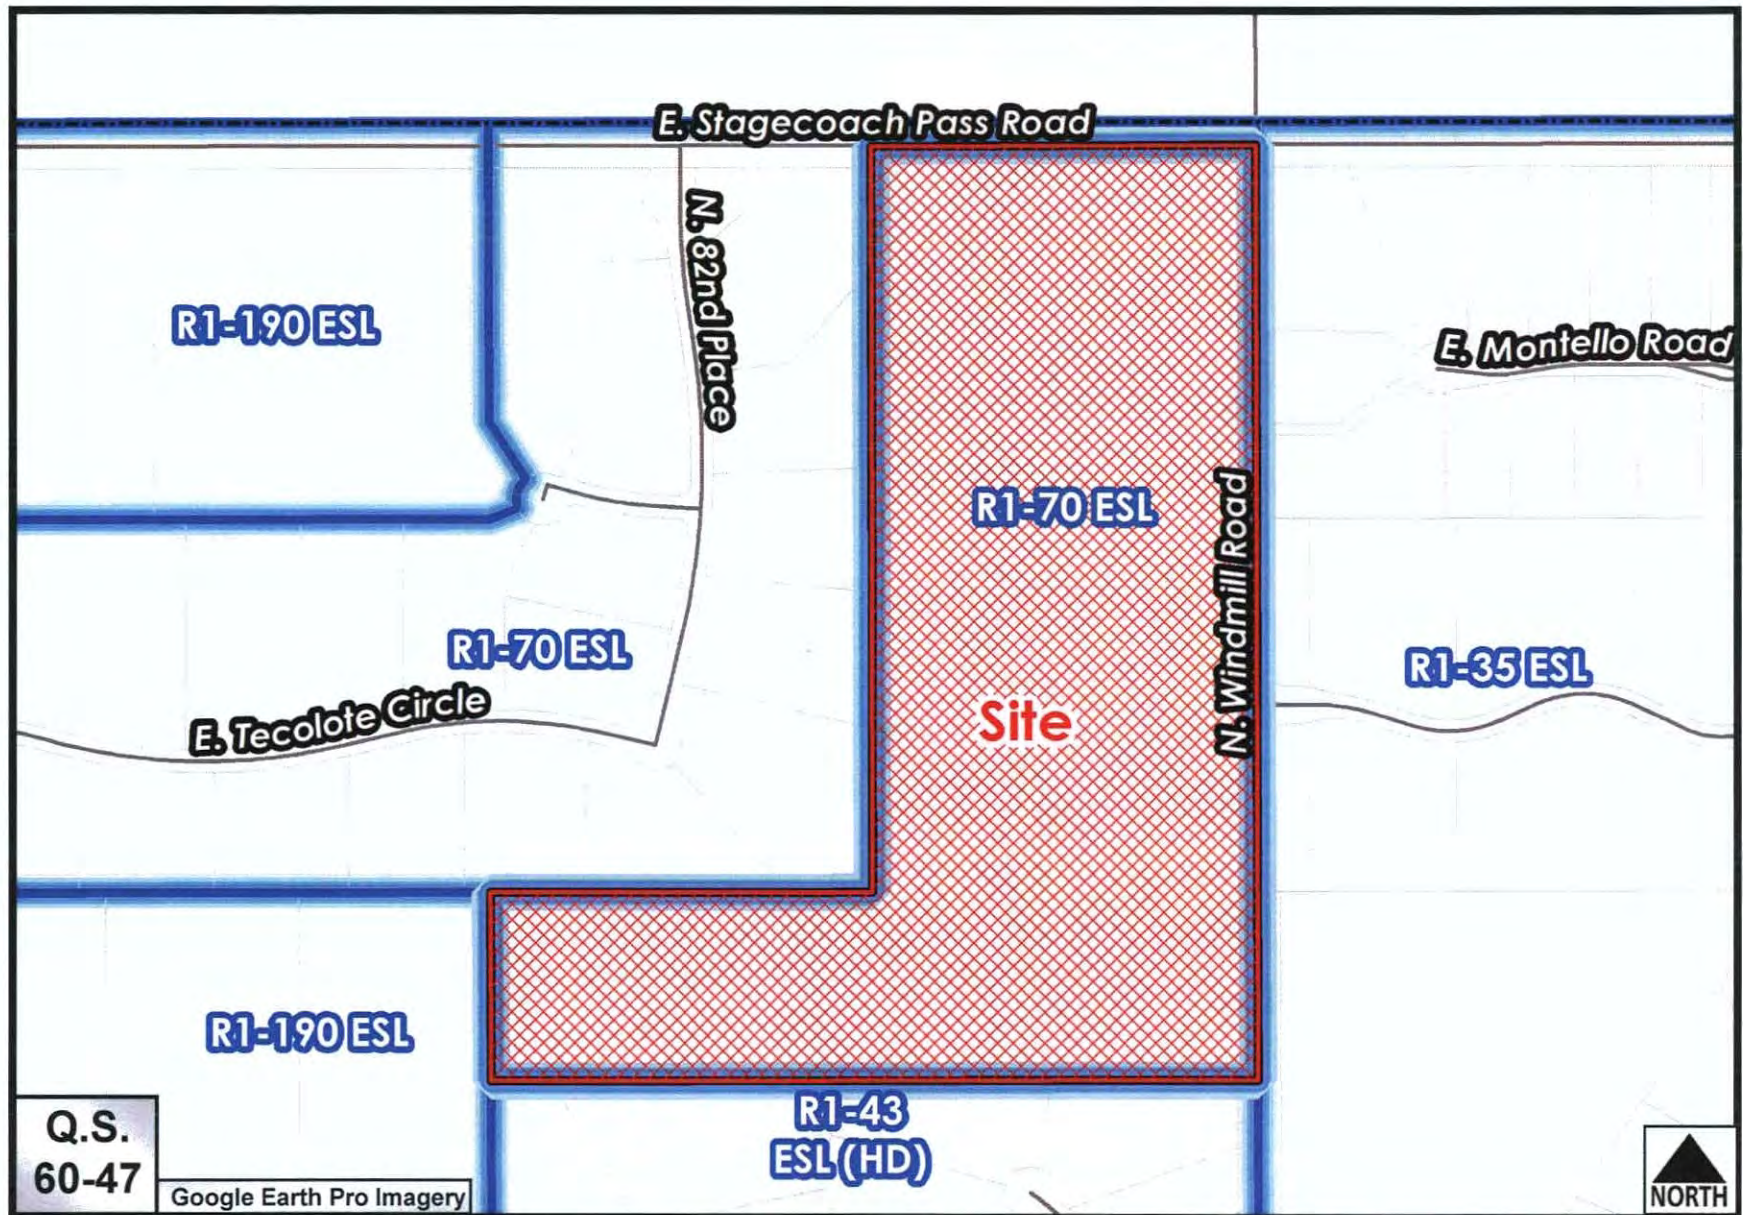 E. Stagecoach Pass Road
N. 82nd Place
R1-190 ESL
E. Montello Road
R1-70 ESL
N. Windmill Road
R1-70 ESL
R1-35 ESL
E. Tecolote Circle
Site
R1-190 ESL
R1-43
ESL (HD)
Q.S.
60-47
Google Earth Pro Imagery
NORTH